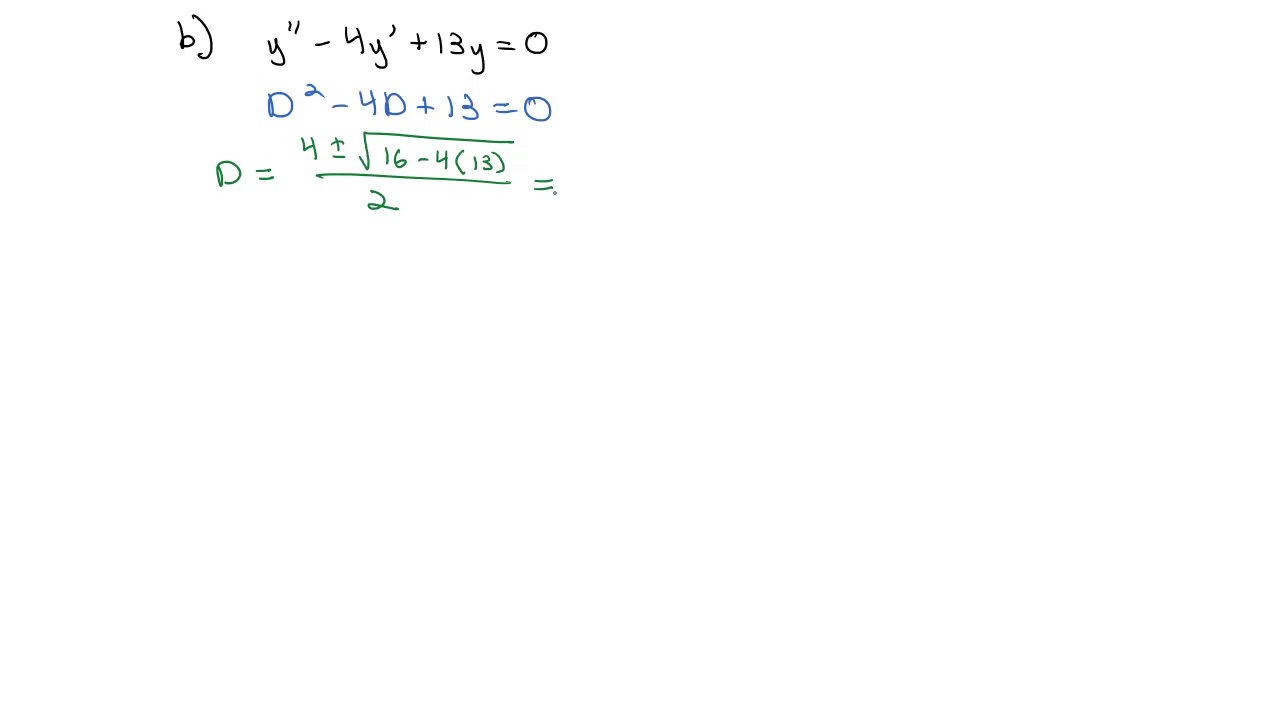 b) y'' - 4y' + 13y = 0
D² - 4D + 13 = 0
D = (4 ± √(16 - 4(13))) / 2 =